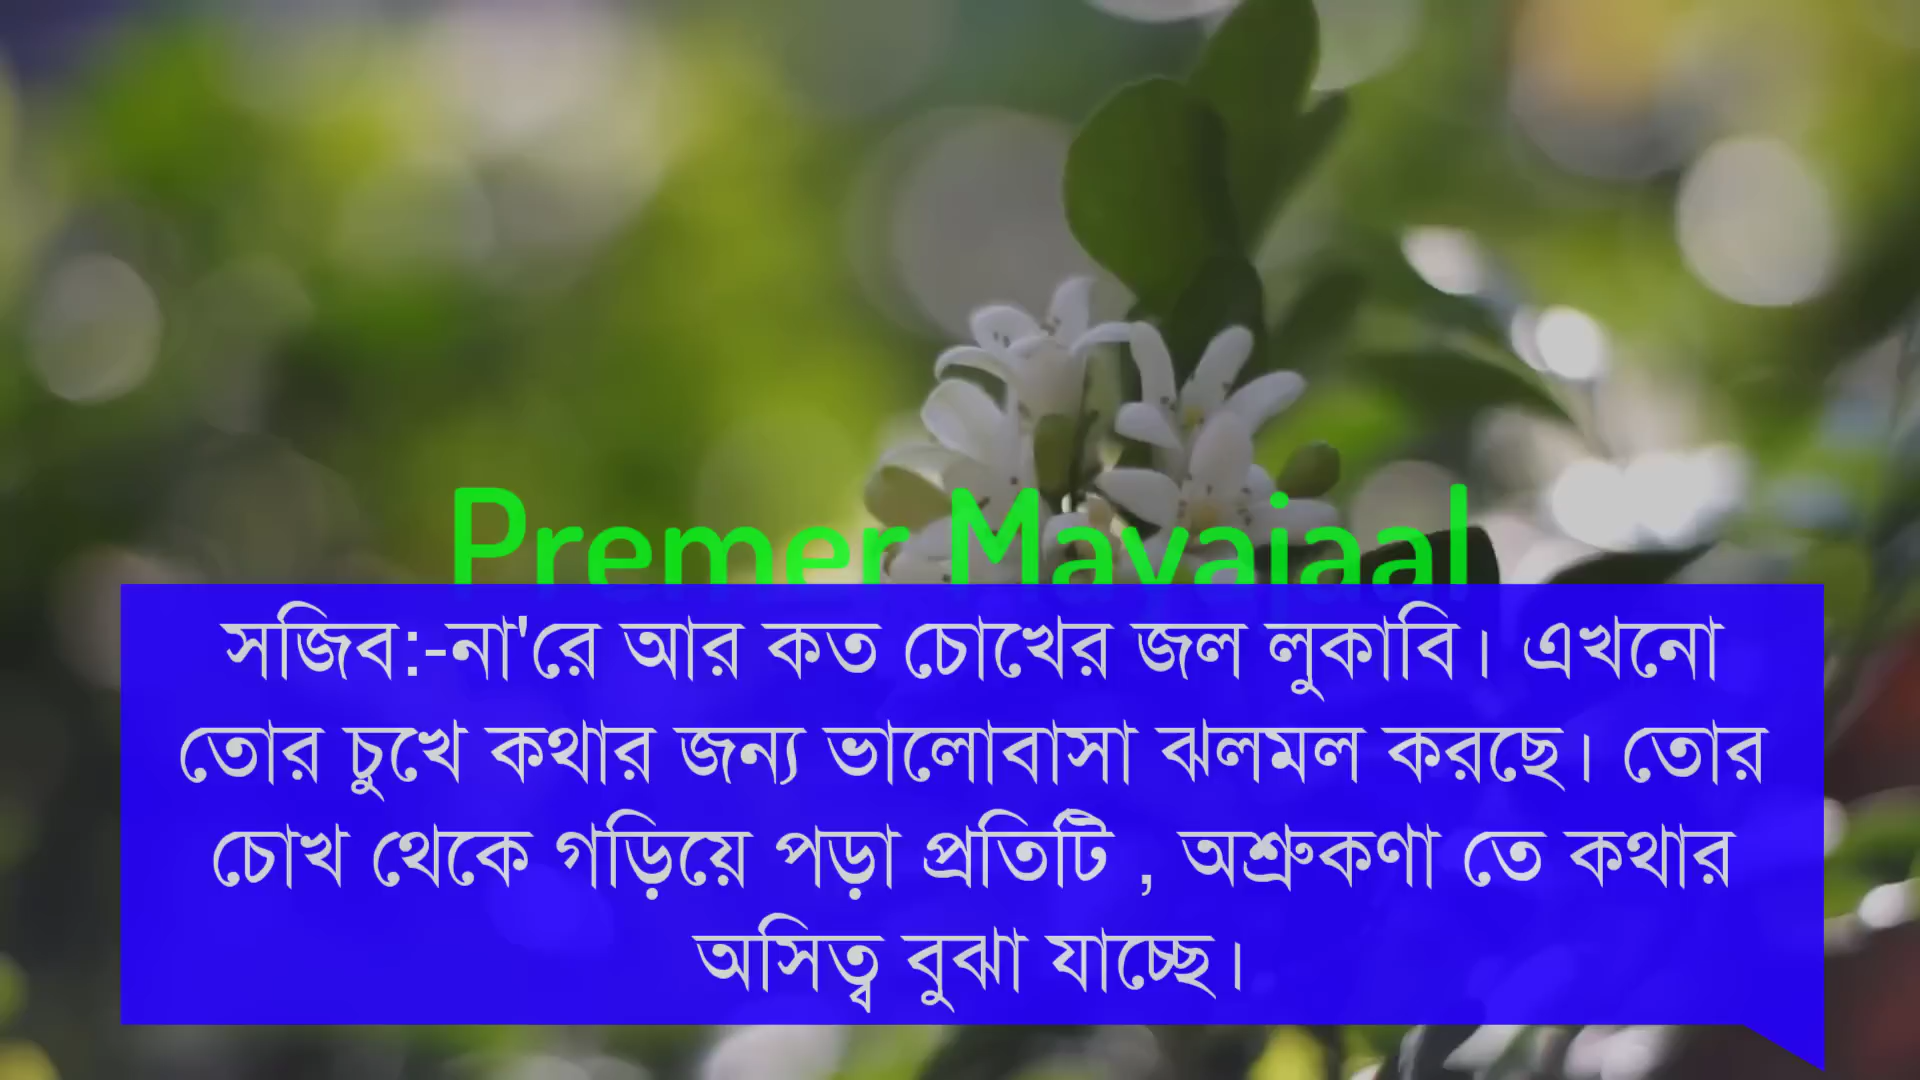 Premer Mayajaal
সজিব:-না'রে আর কত চোখের জল লুকাবি। এখনো
তোর চুখে কথার জন্য ভালোবাসা ঝলমল করছে। তোর
চোখ থেকে গড়িয়ে পড়া প্রতিটি , অশ্রুকণা তে কথার
অসিত্ব বুঝা যাচ্ছে।